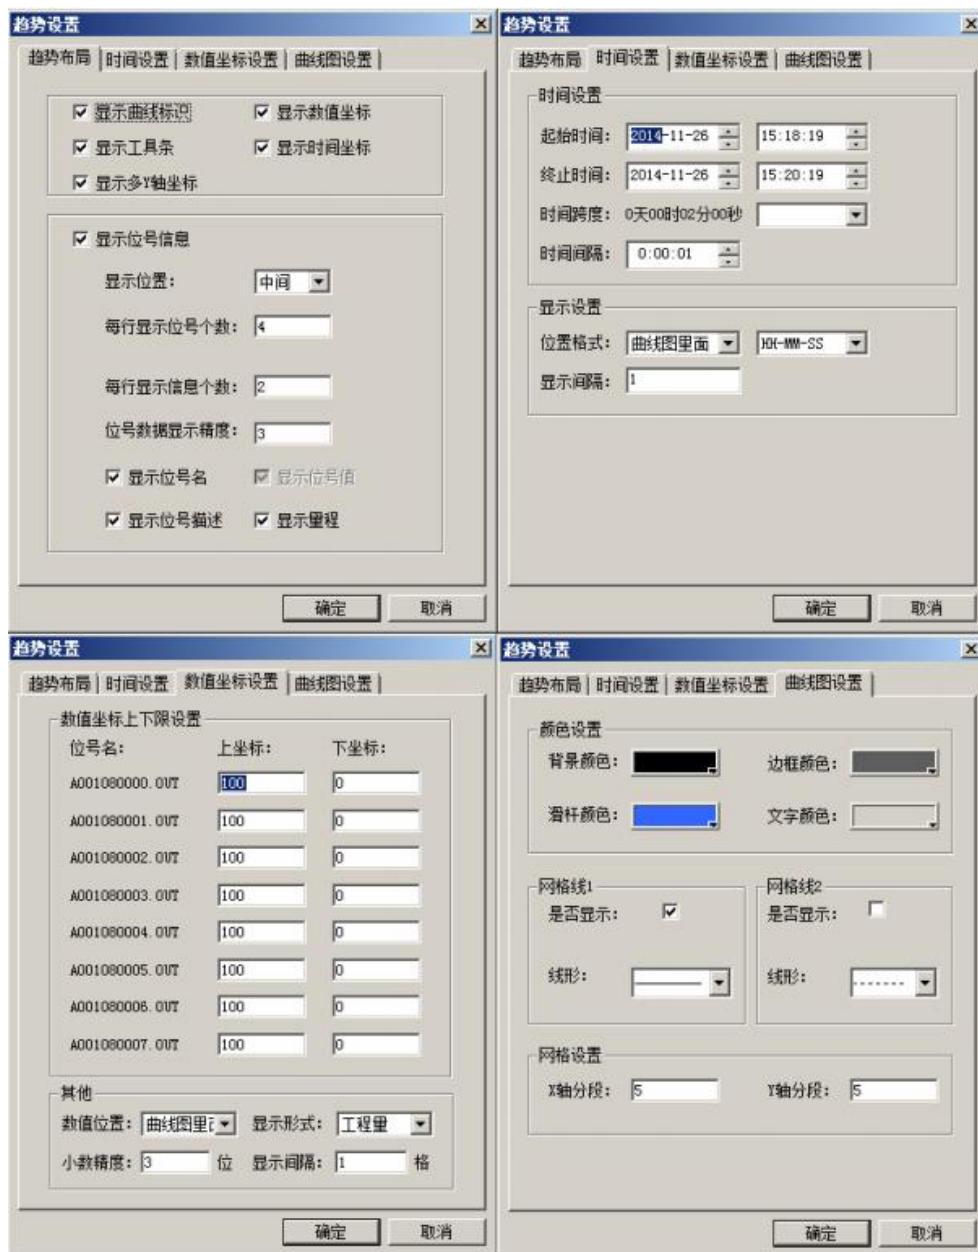 趋势设置
趋势布局 时间设置 数值坐标设置 曲线图设置
显示曲线标识 显示数值坐标
显示工具条 显示时间坐标
显示多Y轴坐标
显示位号信息
显示位置: 中间
每行显示位号个数: 4
每行显示信息个数: 2
位号数据显示精度: 3
显示位号名 显示位号值
显示位号描述 显示量程
确定 取消
趋势设置
趋势布局 时间设置 数值坐标设置 曲线图设置
时间设置
起始时间: 2014-11-26 15:18:19
终止时间: 2014-11-26 15:20:19
时间跨度: 0天00时02分00秒
时间间隔: 0:00:01
显示设置
位置格式: 曲线图里面 HH-MM-SS
显示间隔: 1
确定 取消
趋势设置
趋势布局 时间设置 数值坐标设置 曲线图设置
数值坐标上下限设置
位号名: 上坐标: 下坐标:
A001080000.OUT 100 0
A001080001.OUT 100 0
A001080002.OUT 100 0
A001080003.OUT 100 0
A001080004.OUT 100 0
A001080005.OUT 100 0
A001080006.OUT 100 0
A001080007.OUT 100 0
其他
数值位置: 曲线图里 显示形式: 工程量
小数精度: 3 位 显示间隔: 1 格
确定 取消
趋势设置
趋势布局 时间设置 数值坐标设置 曲线图设置
颜色设置
背景颜色: 边框颜色:
滑杆颜色: 文字颜色:
网格线1 网格线2
是否显示: 是否显示:
线形: 线形:
网格设置
X轴分段: 5 Y轴分段: 5
确定 取消